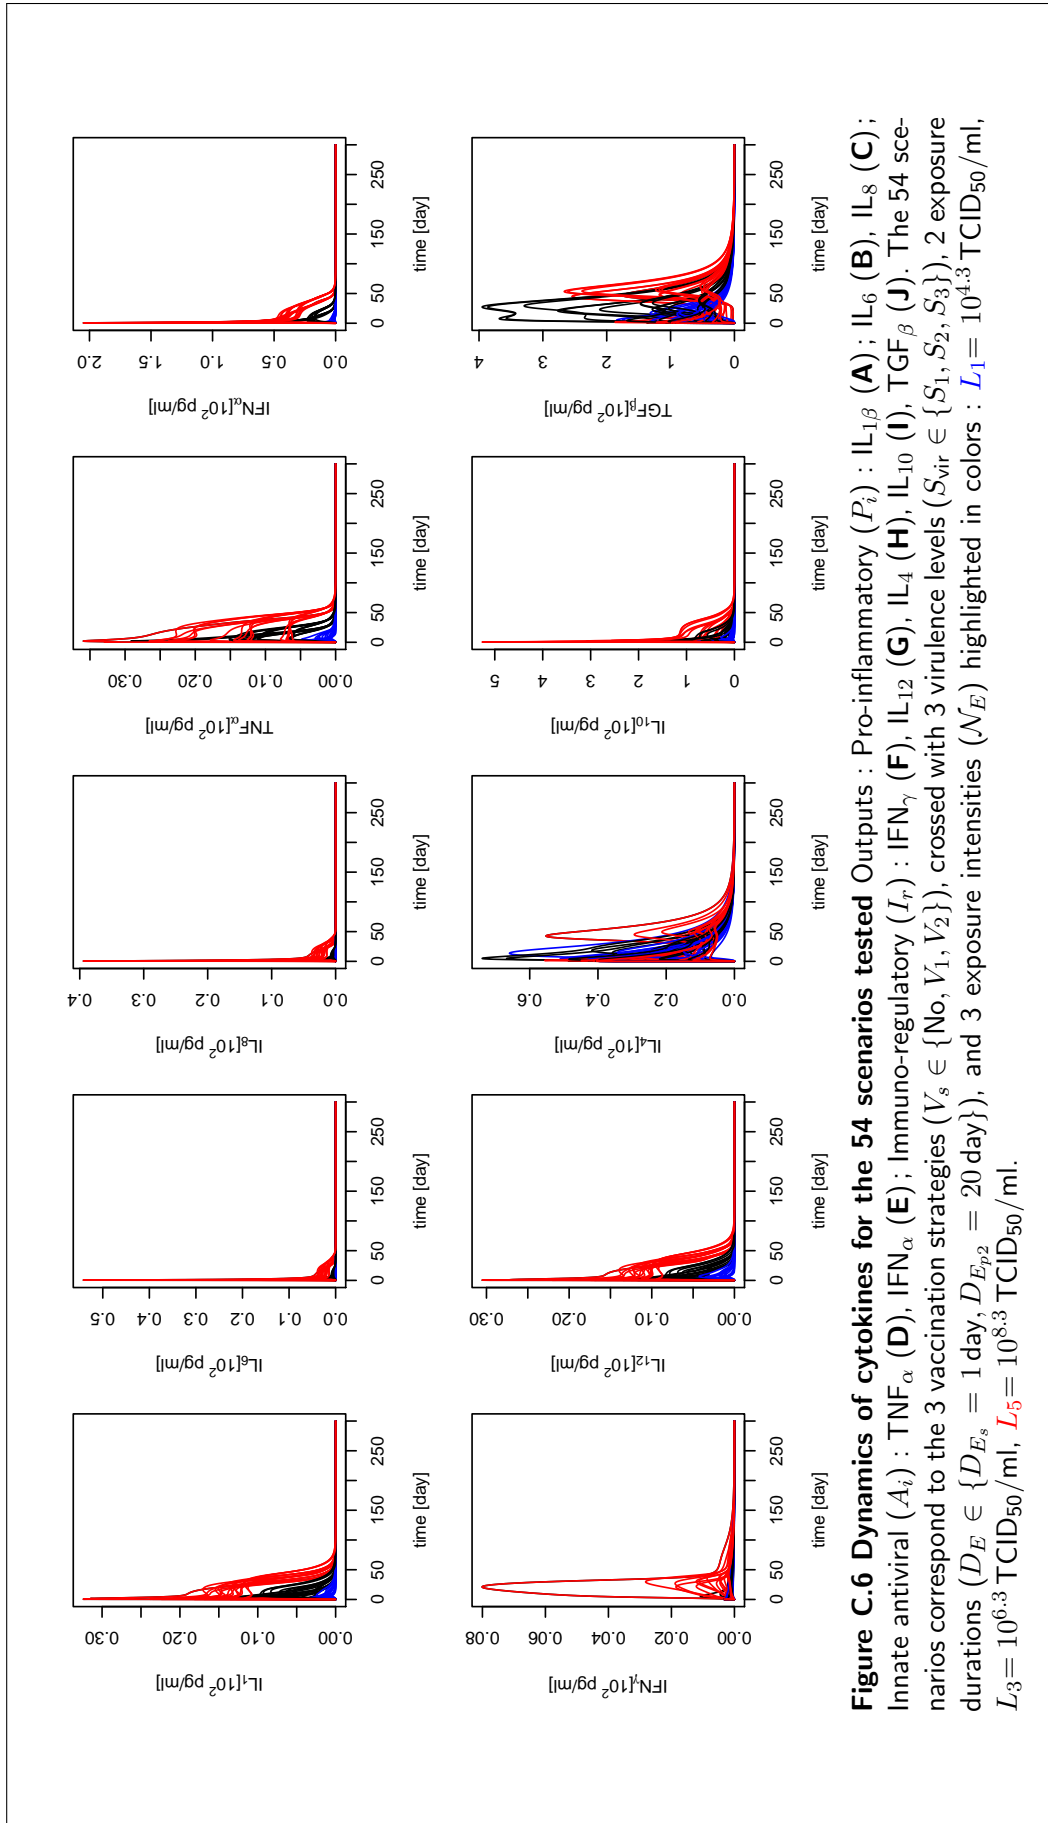 0.00 0.10 0.20 0.30
IL₁[10² pg/ml]
0 50 150 250
time [day]
0.0 0.1 0.2 0.3 0.4 0.5
IL₆[10² pg/ml]
0 50 150 250
time [day]
0.0 0.1 0.2 0.3 0.4
IL₈[10² pg/ml]
0 50 150 250
time [day]
0.00 0.10 0.20 0.30
TNFα[10² pg/ml]
0 50 150 250
time [day]
0.0 0.5 1.0 1.5 2.0
IFNα[10² pg/ml]
0 50 150 250
time [day]
0.00 0.02 0.04 0.06 0.08
IFNγ[10² pg/ml]
0 50 150 250
time [day]
0.00 0.10 0.20 0.30
IL₁₂[10² pg/ml]
0 50 150 250
time [day]
0.0 0.2 0.4 0.6
IL₄[10² pg/ml]
0 50 150 250
time [day]
0 1 2 3 4 5
IL₁₀[10² pg/ml]
0 50 150 250
time [day]
0 1 2 3 4
TGFβ[10² pg/ml]
0 50 150 250
time [day]
Figure C.6 Dynamics of cytokines for the 54 scenarios tested Outputs : Pro-inflammatory (Pᵢ) : IL₁β (A) ; IL₆ (B), IL₈ (C) ;
Innate antiviral (Aᵢ) : TNFα (D), IFNα (E) ; Immuno-regulatory (Iᵣ) : IFNγ (F), IL₁₂ (G), IL₄ (H), IL₁₀ (I), TGFβ (J). The 54 sce-
narios correspond to the 3 vaccination strategies (Vₛ ∈ {No, V₁, V₂}), crossed with 3 virulence levels (S_vir ∈ {S₁, S₂, S₃}), 2 exposure
durations (D_E ∈ {D_{E_s} = 1 day, D_{E_{p2}} = 20 day}), and 3 exposure intensities (𝒩_E) highlighted in colors : L₁= 10^{4.3} TCID₅₀/ml,
L₃= 10^{6.3} TCID₅₀/ml, L₅= 10^{8.3} TCID₅₀/ml.